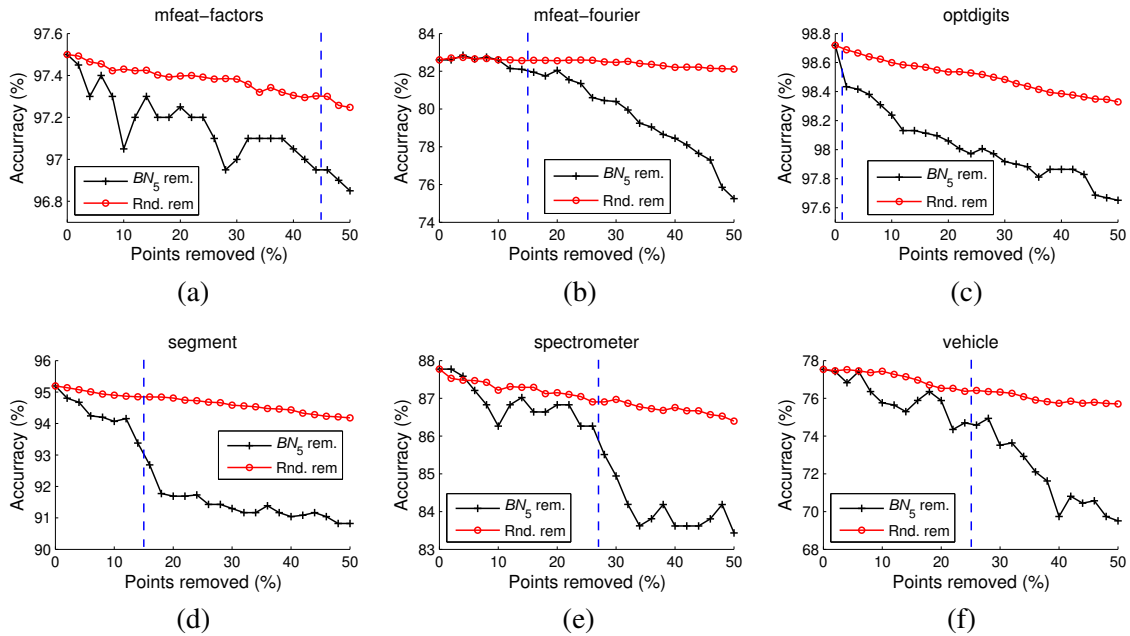 mfeat-factors
97.6
97.4
97.2
97
96.8
Accurracy (%)
BN5 rem.
Rnd. rem
0 10 20 30 40 50
Points removed (%)
(a)
mfeat-fourier
84
82
80
78
76
74
Accurracy (%)
BN5 rem.
Rnd. rem
0 10 20 30 40 50
Points removed (%)
(b)
optdigits
98.8
98.6
98.4
98.2
98
97.8
97.6
Accurracy (%)
BN5 rem.
Rnd. rem
0 10 20 30 40 50
Points removed (%)
(c)
segment
96
95
94
93
92
91
90
Accurracy (%)
BN5 rem.
Rnd. rem
0 10 20 30 40 50
Points removed (%)
(d)
spectrometer
88
87
86
85
84
83
Accurracy (%)
BN5 rem.
Rnd. rem
0 10 20 30 40 50
Points removed (%)
(e)
vehicle
78
76
74
72
70
68
Accurracy (%)
BN5 rem.
Rnd. rem
0 10 20 30 40 50
Points removed (%)
(f)